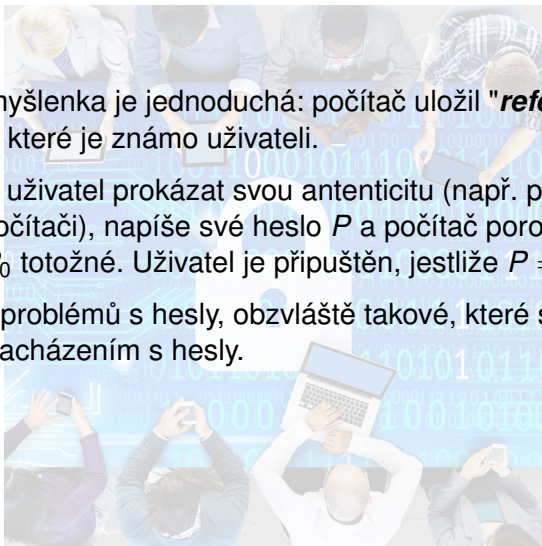 myšlenka je jednoduchá: počítač uložil "refe
které je známo uživateli.
uživatel prokázat svou antenticitu (např. p
očítači), napíše své heslo P a počítač poro
₀ totožné. Uživatel je připuštěn, jestliže P =
problémů s hesly, obzvláště takové, které s
acházením s hesly.